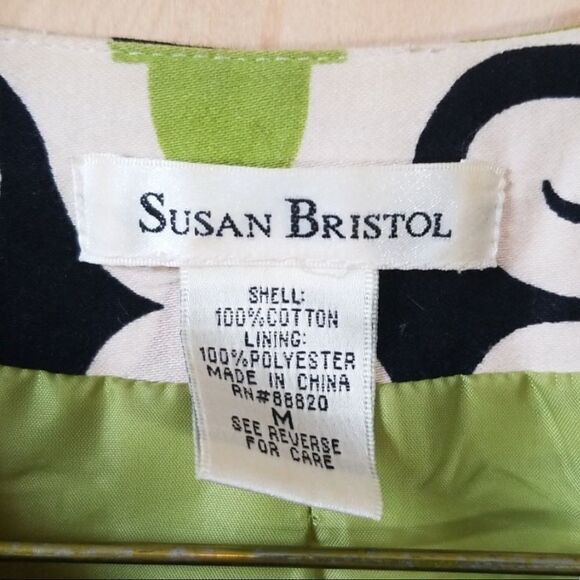 SUSAN BRISTOL
SHELL:
100%COTTON
LINING:
100%POLYESTER
MADE IN CHINA
RN#88820
M
SEE REVERSE
FOR CARE